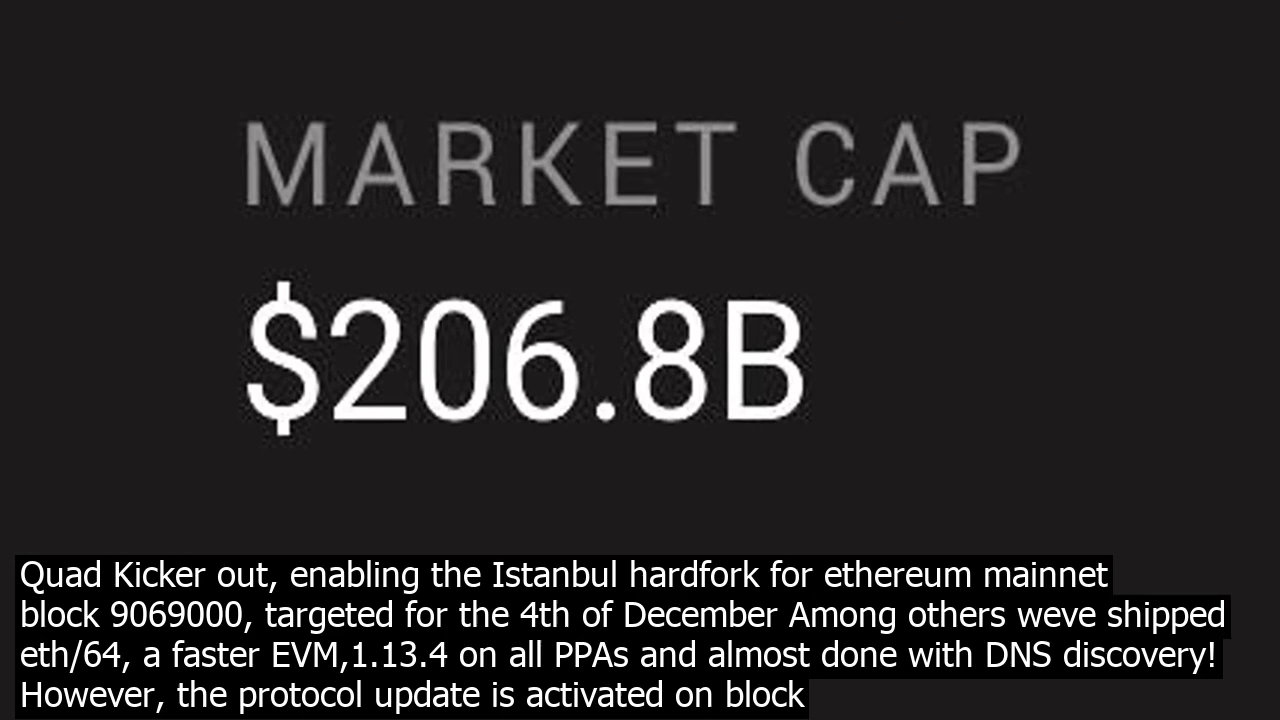 MARKET CAP
$206.8B
Quad Kicker out, enabling the Istanbul hardfork for ethereum mainnet
block 9069000, targeted for the 4th of December Among others weve shipped
eth/64, a faster EVM,1.13.4 on all PPAs and almost done with DNS discovery!
However, the protocol update is activated on block